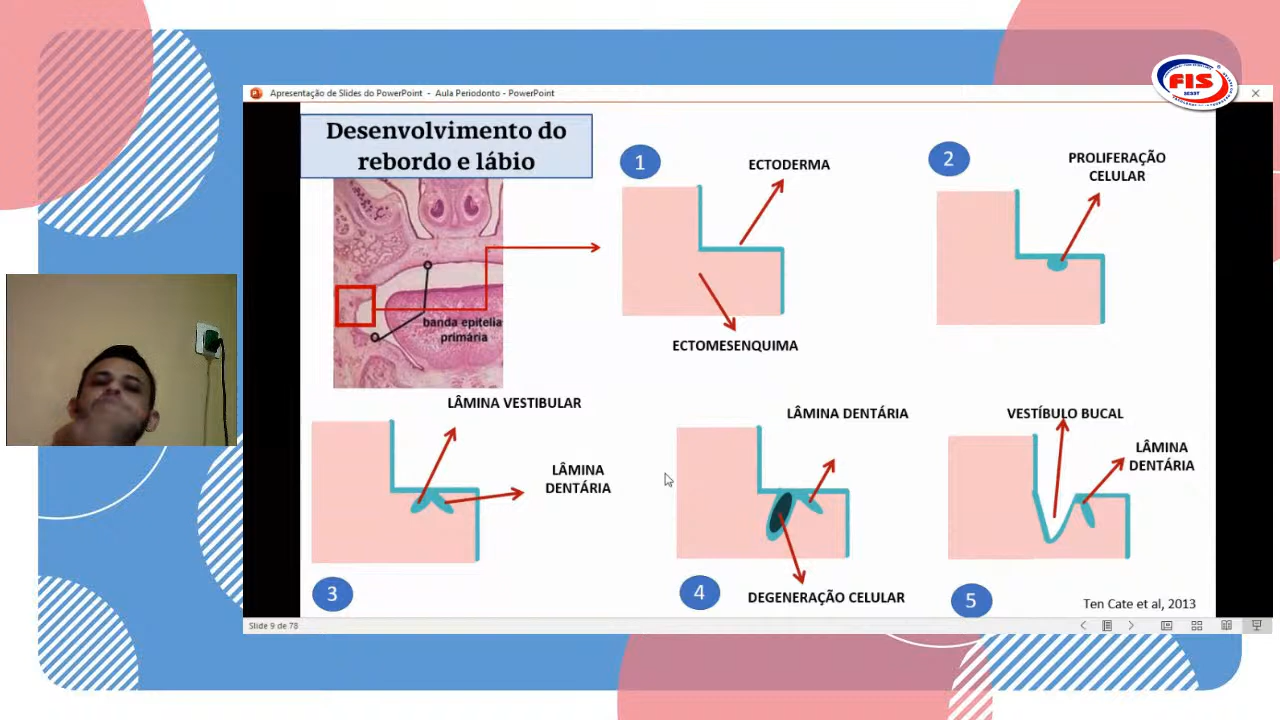 FIS
Apresentação de Slides do PowerPoint - Aula Periodonto - PowerPoint
Desenvolvimento do
rebordo e lábio
banda epitelia
primária
1
ECTODERMA
ECTOMESENQUIMA
2
PROLIFERAÇÃO
CELULAR
LÂMINA VESTIBULAR
LÂMINA
DENTÁRIA
3
LÂMINA DENTÁRIA
DEGENERAÇÃO CELULAR
4
VESTÍBULO BUCAL
LÂMINA
DENTÁRIA
5
Ten Cate et al, 2013
Slide 9 de 78